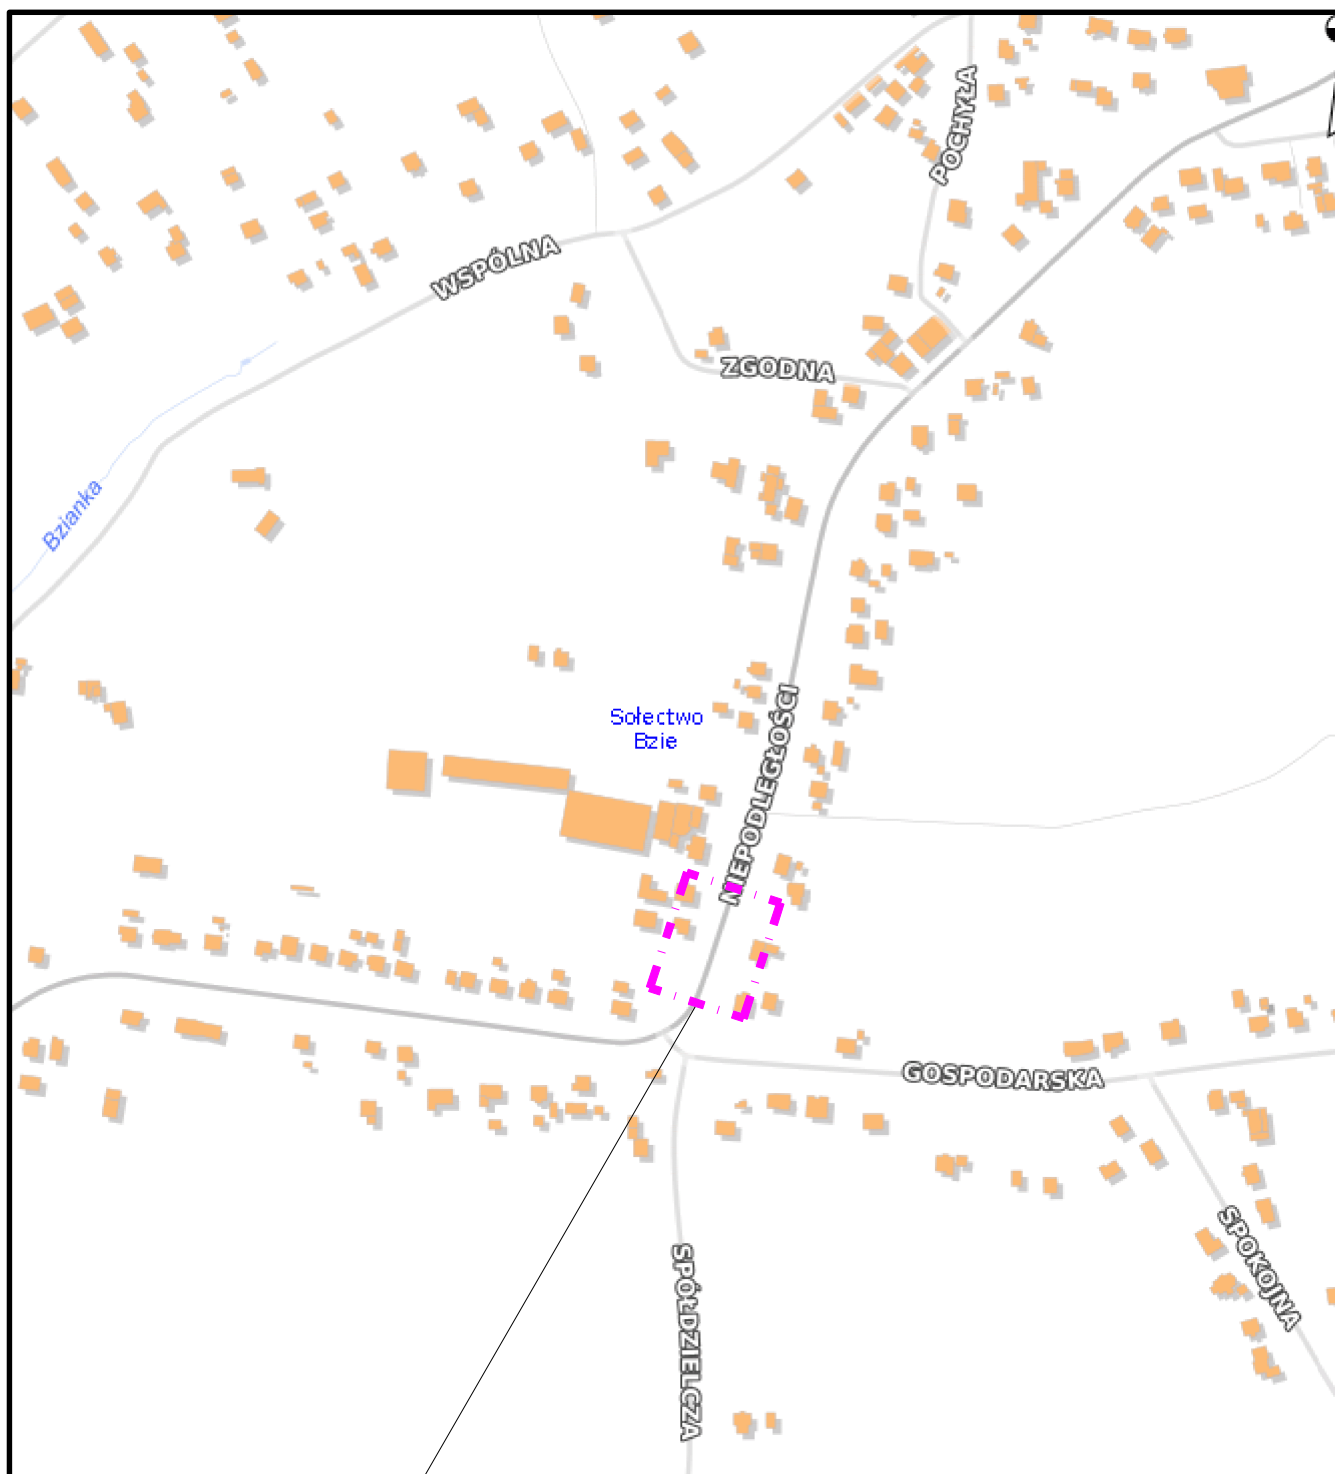 POCHYŁA
WSPÓLNA
ZGODNA
Bzianka
Sołectwo
Bzie
NIEPODLEGŁOŚCI
GOSPODARSKA
SPOKOJNA
SPÓŁDZIELCZA